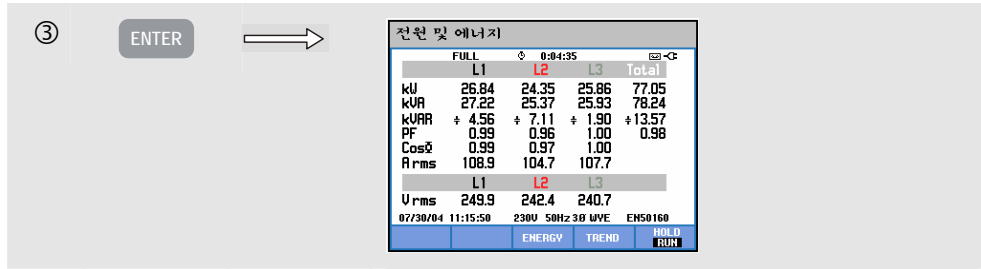 ③ ENTER
전원 및 에너지
FULL 0:04:35
L1 L2 L3 Total
kW 26.84 24.35 25.86 77.05
kVA 27.22 25.37 25.93 78.24
kVAR 4.56 7.11 1.90 13.57
PF 0.99 0.96 1.00 0.98
CosΦ 0.99 0.97 1.00
A rms 108.9 104.7 107.7
L1 L2 L3
V rms 249.9 242.4 240.7
07/30/04 11:15:50 230V 50Hz 3Ø WYE EN50160
ENERGY TREND HOLD
RUN